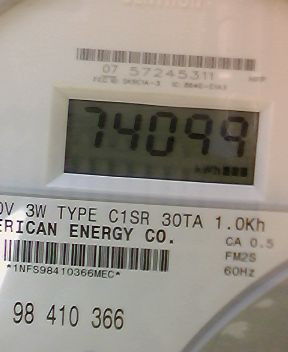 07 57245311
74099
kWh
0V 3W TYPE C1SR 30TA 1.0Kh
ERICAN ENERGY CO.
CA 0.5
FM2S
60Hz
*1NFS98410366MEC*
98 410 366